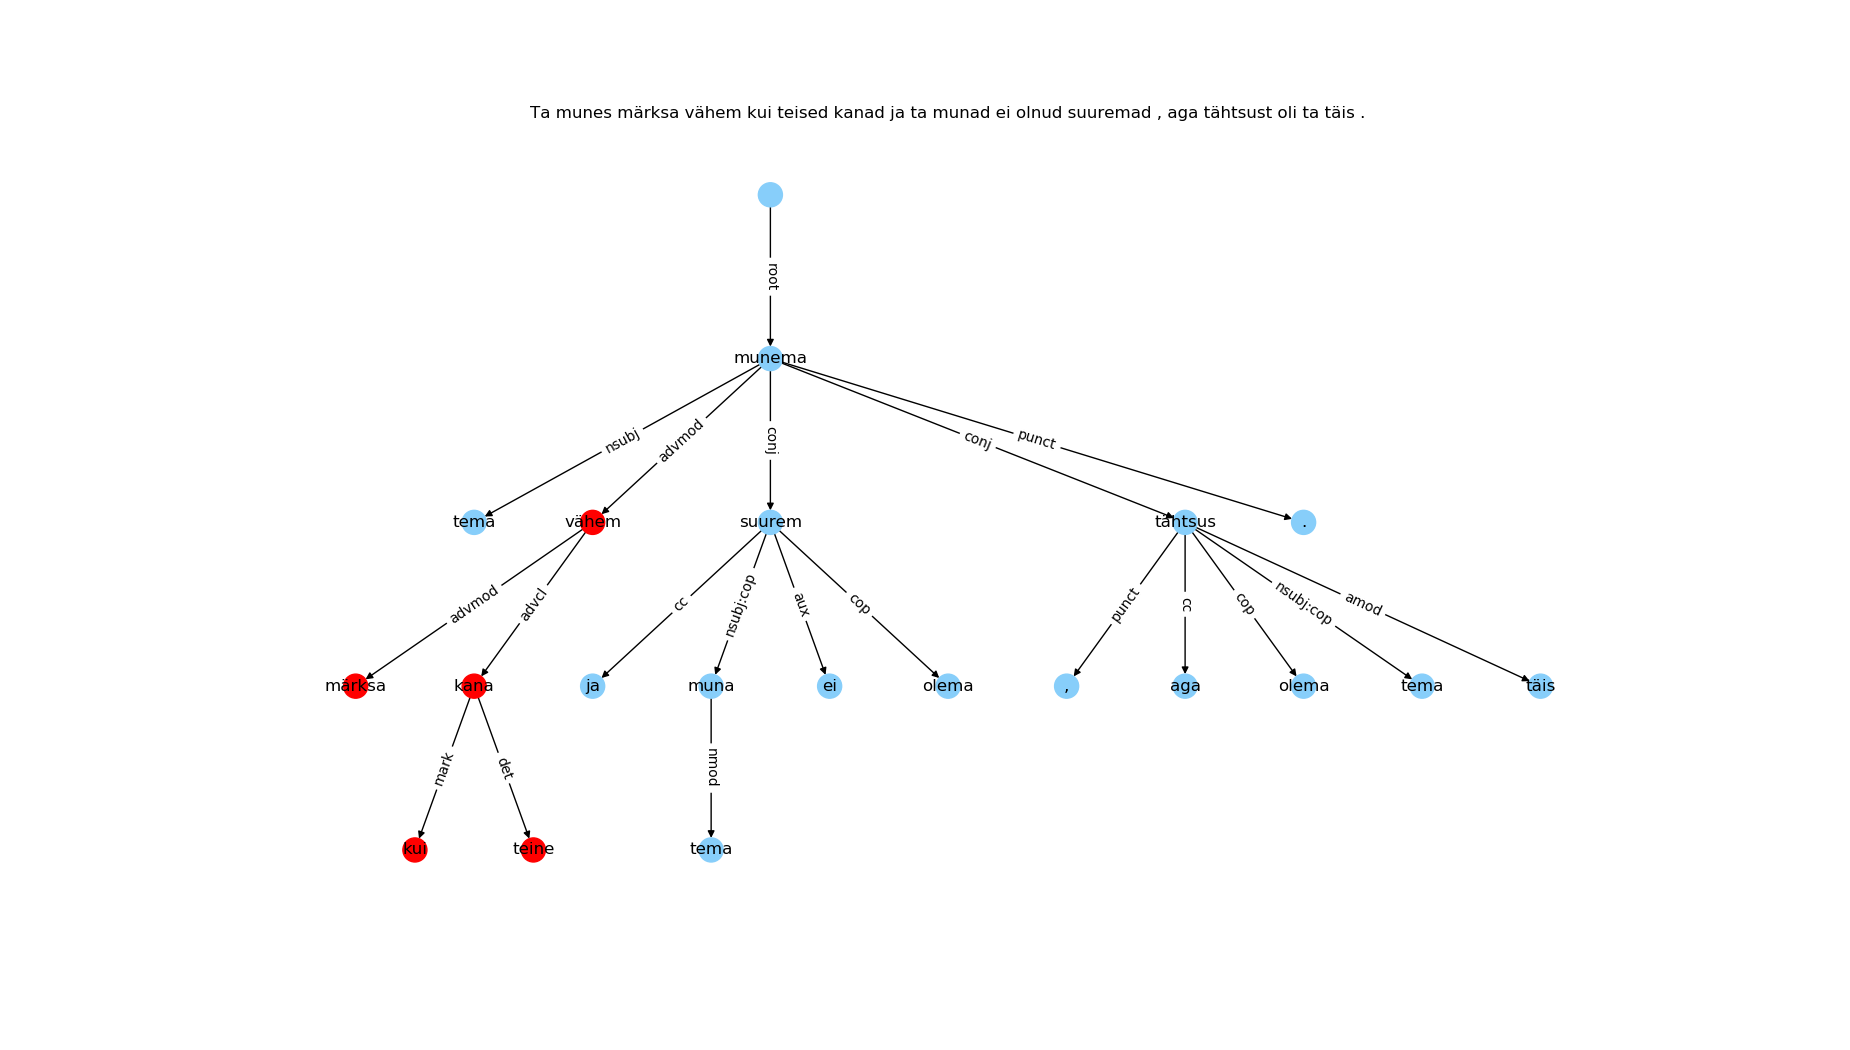 Ta munes märksa vähem kui teised kanad ja ta munad ei olnud suuremad , aga tähtsust oli ta täis .
root
munema
nsubj
advmod
conj
conj
punct
tema
vähem
suurem
tähtsus
.
advmod
advcl
cc
nsubj:cop
aux
cop
punct
cc
cop
nsubj:cop
amod
märksa
kana
ja
muna
ei
olema
,
aga
olema
tema
täis
mark
det
nmod
kui
teine
tema